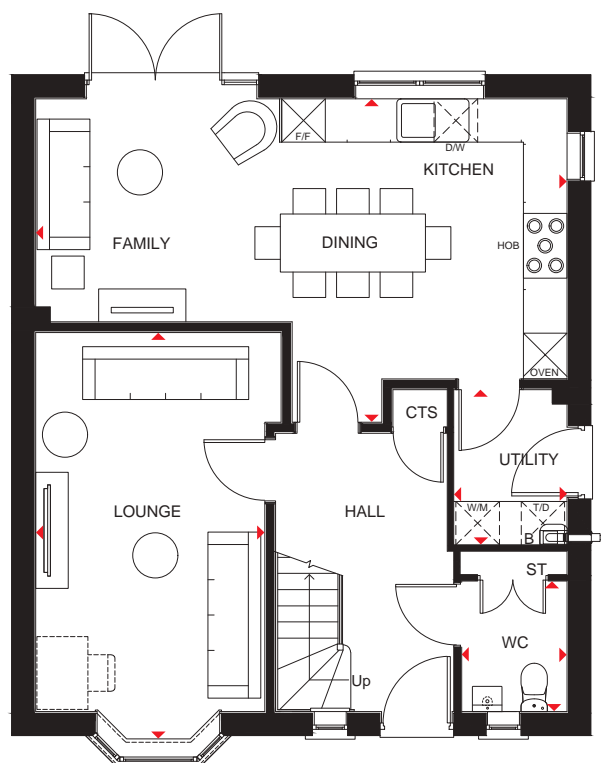 F/F
D/W
KITCHEN
FAMILY
DINING
HOB
OVEN
CTS
UTILITY
LOUNGE
HALL
W/M
T/D
B
ST
WC
Up